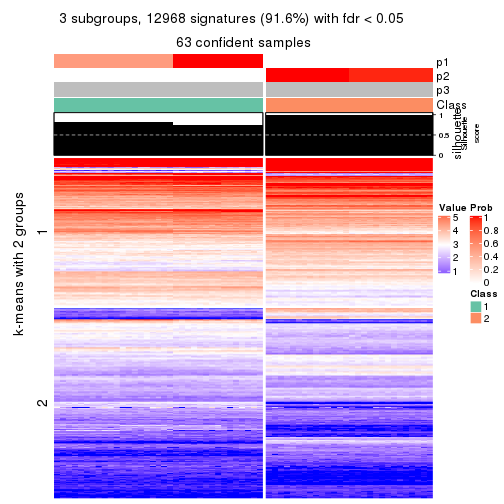 3 subgroups, 12968 signatures (91.6%) with fdr < 0.05
63 confident samples
p1
p2
p3
Class
1
0.5
0
silhouette
Silhouette
score
k-means with 2 groups
1
2
Value
5
4
3
2
1
Prob
1
0.8
0.6
0.4
0.2
0
Class
1
2